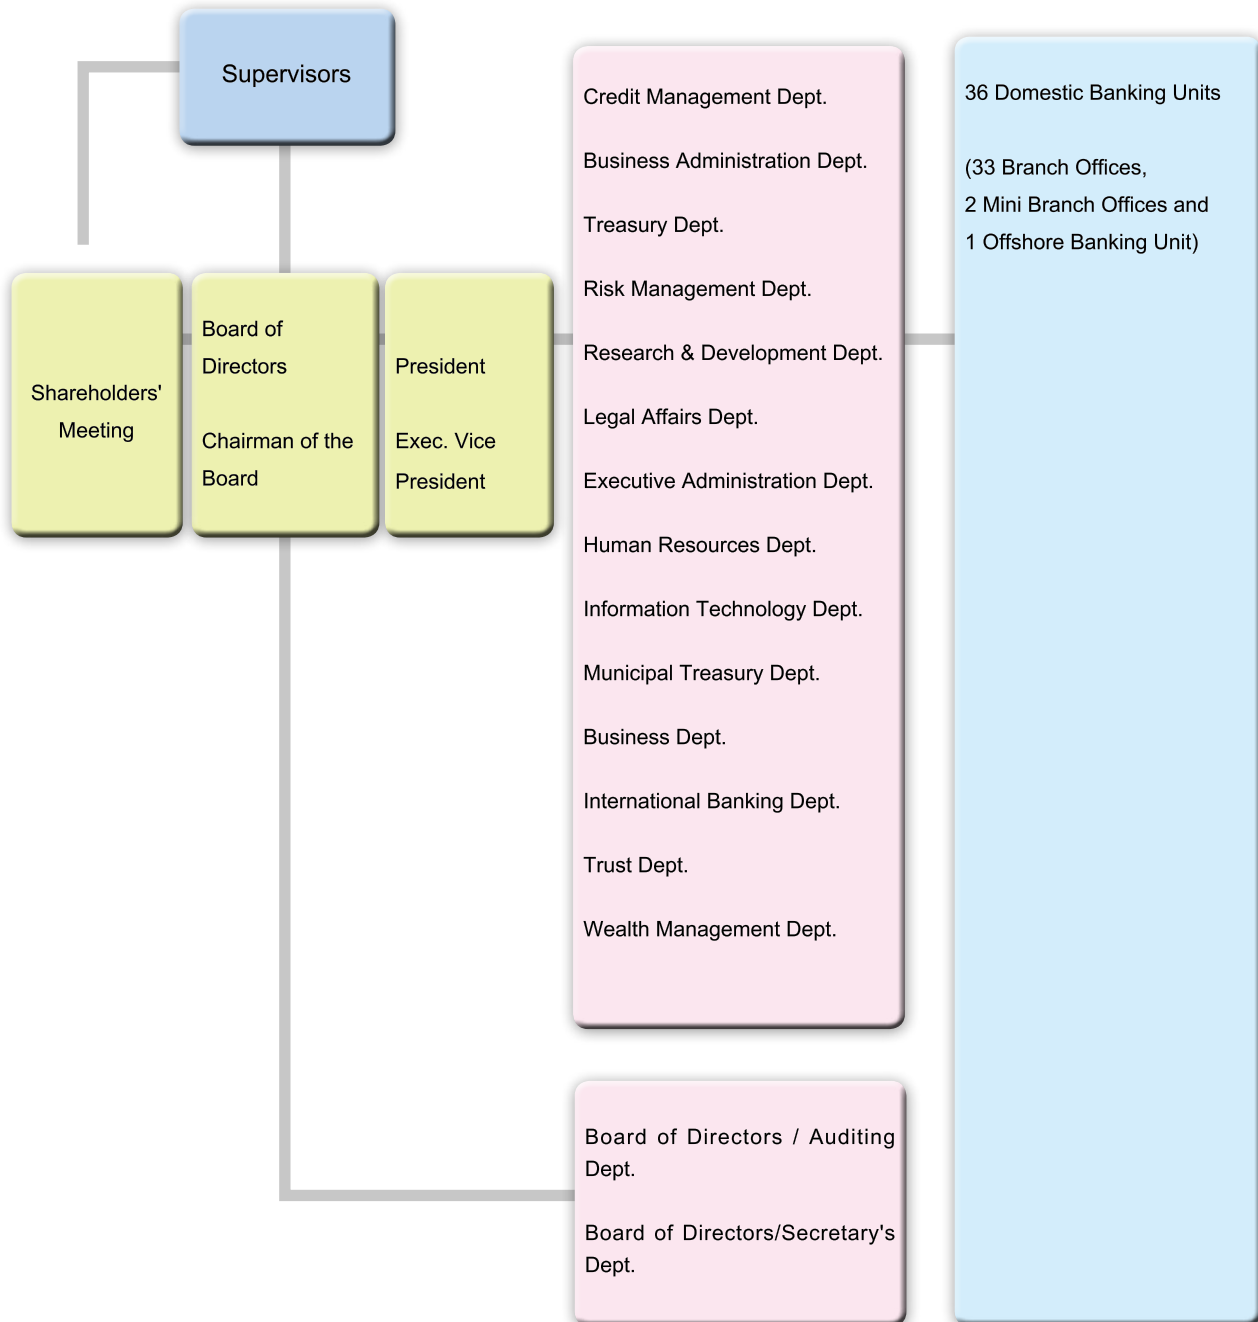 Supervisors
Shareholders'
Meeting
Board of
Directors
Chairman of the
Board
President
Exec. Vice
President
Credit Management Dept.
Business Administration Dept.
Treasury Dept.
Risk Management Dept.
Research & Development Dept.
Legal Affairs Dept.
Executive Administration Dept.
Human Resources Dept.
Information Technology Dept.
Municipal Treasury Dept.
Business Dept.
International Banking Dept.
Trust Dept.
Wealth Management Dept.
Board of Directors / Auditing
Dept.
Board of Directors/Secretary's
Dept.
36 Domestic Banking Units
(33 Branch Offices,
2 Mini Branch Offices and
1 Offshore Banking Unit)